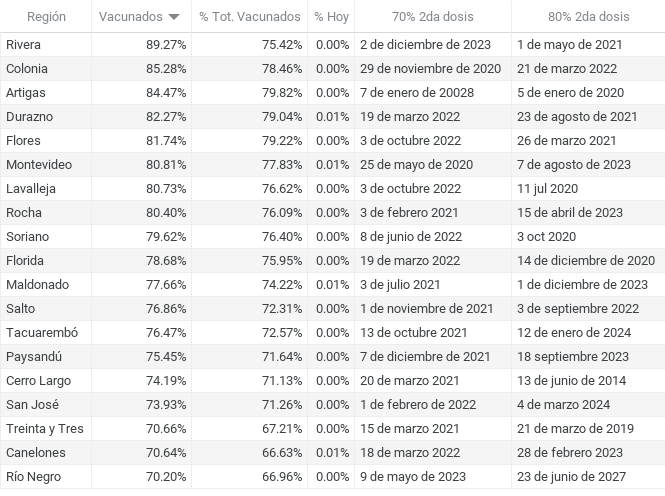 Región Vacunados % Tot. Vacunados % Hoy 70% 2da dosis 80% 2da dosis
Rivera 89.27% 75.42% 0.00% 2 de diciembre de 2023 1 de mayo de 2021
Colonia 85.28% 78.46% 0.00% 29 de noviembre de 2020 21 de marzo 2022
Artigas 84.47% 79.82% 0.00% 7 de enero de 20028 5 de enero de 2020
Durazno 82.27% 79.04% 0.01% 19 de marzo 2022 23 de agosto de 2021
Flores 81.74% 79.22% 0.00% 3 de octubre 2022 26 de marzo 2021
Montevideo 80.81% 77.83% 0.01% 25 de mayo de 2020 7 de agosto de 2023
Lavalleja 80.73% 76.62% 0.00% 3 de octubre 2022 11 jul 2020
Rocha 80.40% 76.09% 0.00% 3 de febrero 2021 15 de abril de 2023
Soriano 79.62% 76.40% 0.00% 8 de junio de 2022 3 oct 2020
Florida 78.68% 75.95% 0.00% 19 de marzo 2022 14 de diciembre de 2020
Maldonado 77.66% 74.22% 0.01% 3 de julio 2021 1 de diciembre de 2023
Salto 76.86% 72.31% 0.00% 1 de noviembre de 2021 3 de septiembre 2022
Tacuarembó 76.47% 72.57% 0.00% 13 de octubre 2021 12 de enero de 2024
Paysandú 75.45% 71.64% 0.00% 7 de diciembre de 2021 18 septiembre 2023
Cerro Largo 74.19% 71.13% 0.00% 20 de marzo 2021 13 de junio de 2014
San José 73.93% 71.26% 0.00% 1 de febrero de 2022 4 de marzo 2024
Treinta y Tres 70.66% 67.21% 0.00% 15 de marzo 2021 21 de marzo de 2019
Canelones 70.64% 66.63% 0.01% 18 de marzo 2022 28 de febrero 2023
Río Negro 70.20% 66.96% 0.00% 9 de mayo de 2023 23 de junio de 2027